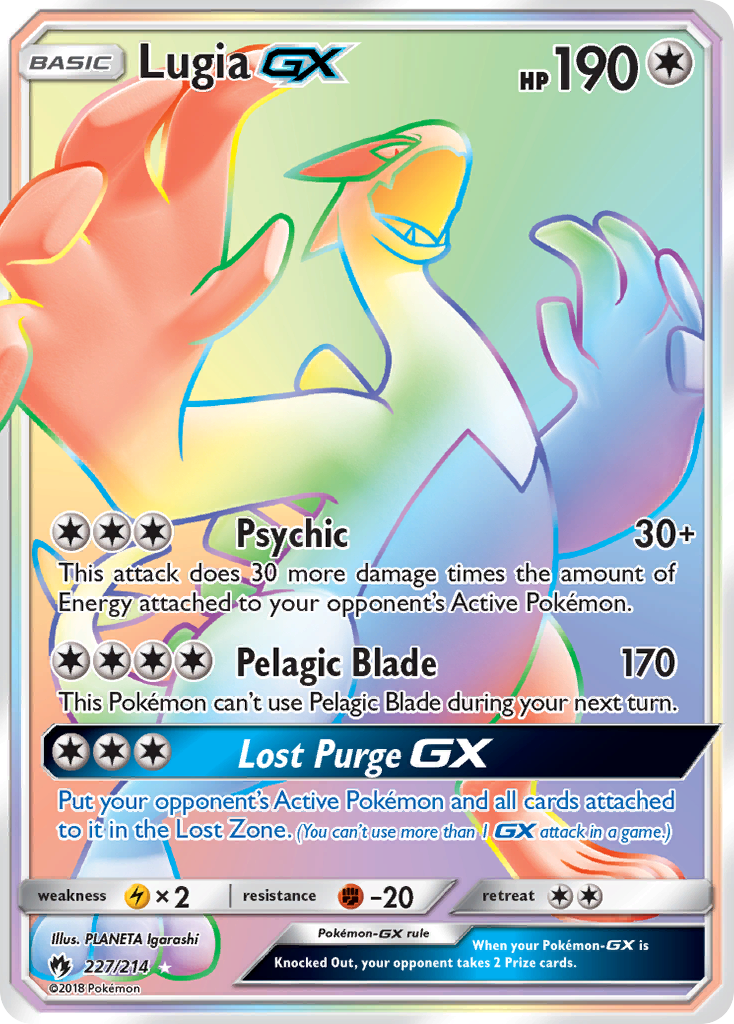 BASIC Lugia GX HP 190
Psychic 30+
This attack does 30 more damage times the amount of
Energy attached to your opponent's Active Pokémon.
Pelagic Blade 170
This Pokémon can't use Pelagic Blade during your next turn.
Lost Purge GX
Put your opponent's Active Pokémon and all cards attached
to it in the Lost Zone. (You can't use more than 1 GX attack in a game.)
weakness ×2 resistance -20 retreat
Illus. PLANETA Igarashi
227/214
©2018 Pokémon
Pokémon-GX rule
When your Pokémon-GX is
Knocked Out, your opponent takes 2 Prize cards.